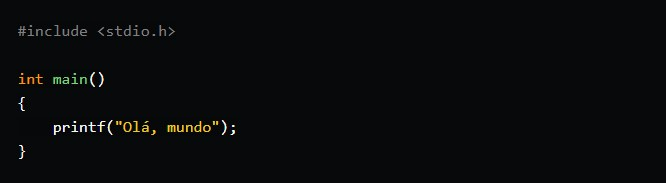 #include <stdio.h>
int main()
{
    printf("Olá, mundo");
}